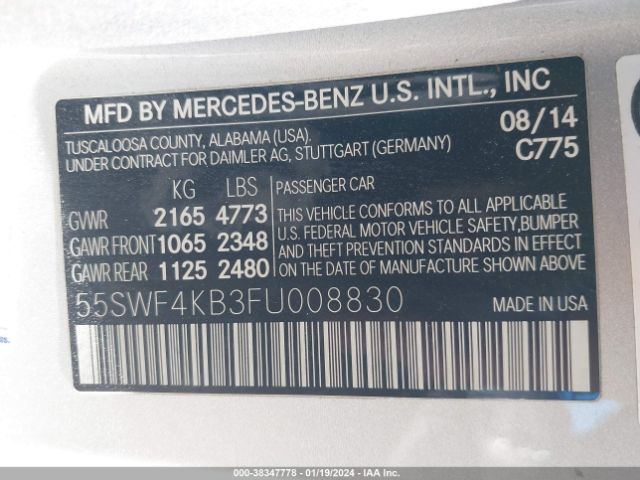 MFD BY MERCEDES-BENZ U.S. INTL., INC
TUSCALOOSA COUNTY, ALABAMA (USA), 08/14
UNDER CONTRACT FOR DAIMLER AG, STUTTGART (GERMANY) C775
KG LBS PASSENGER CAR
GVWR 2165 4773 THIS VEHICLE CONFORMS TO ALL APPLICABLE
GAWR FRONT 1065 2348 U.S. FEDERAL MOTOR VEHICLE SAFETY, BUMPER
GAWR REAR 1125 2480 AND THEFT PREVENTION STANDARDS IN EFFECT
ON THE DATE OF MANUFACTURE SHOWN ABOVE.
55SWF4KB3FU008830 MADE IN USA
000-38347778 - 01/19/2024 - IAA Inc.